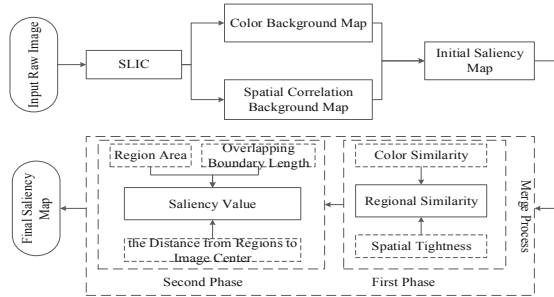 Input Raw Image
SLIC
Color Background Map
Spatial Correlation
Background Map
Initial Saliency
Map
Merge Process
Color Similarity
Regional Similarity
Spatial Tightness
First Phase
Region Area
Overlapping
Boundary Length
Saliency Value
the Distance from Regions to
Image Center
Second Phase
Final Saliency
Map